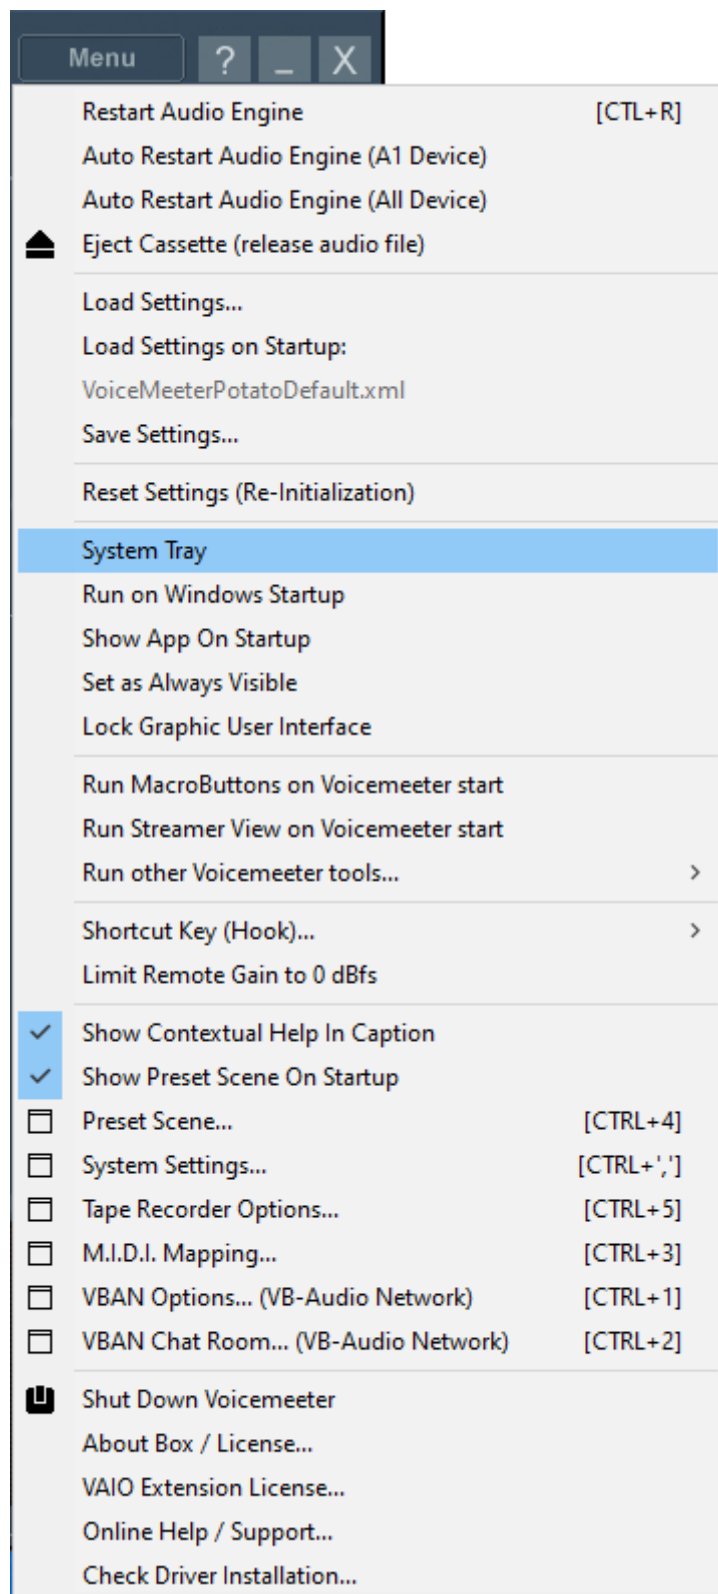 Menu ? _ X
Restart Audio Engine [CTL+R]
Auto Restart Audio Engine (A1 Device)
Auto Restart Audio Engine (All Device)
Eject Cassette (release audio file)
Load Settings...
Load Settings on Startup:
VoiceMeeterPotatoDefault.xml
Save Settings...
Reset Settings (Re-Initialization)
System Tray
Run on Windows Startup
Show App On Startup
Set as Always Visible
Lock Graphic User Interface
Run MacroButtons on Voicemeeter start
Run Streamer View on Voicemeeter start
Run other Voicemeeter tools...
Shortcut Key (Hook)...
Limit Remote Gain to 0 dBfs
Show Contextual Help In Caption
Show Preset Scene On Startup
Preset Scene... [CTRL+4]
System Settings... [CTRL+',']
Tape Recorder Options... [CTRL+5]
M.I.D.I. Mapping... [CTRL+3]
VBAN Options... (VB-Audio Network) [CTRL+1]
VBAN Chat Room... (VB-Audio Network) [CTRL+2]
Shut Down Voicemeeter
About Box / License...
VAIO Extension License...
Online Help / Support...
Check Driver Installation...